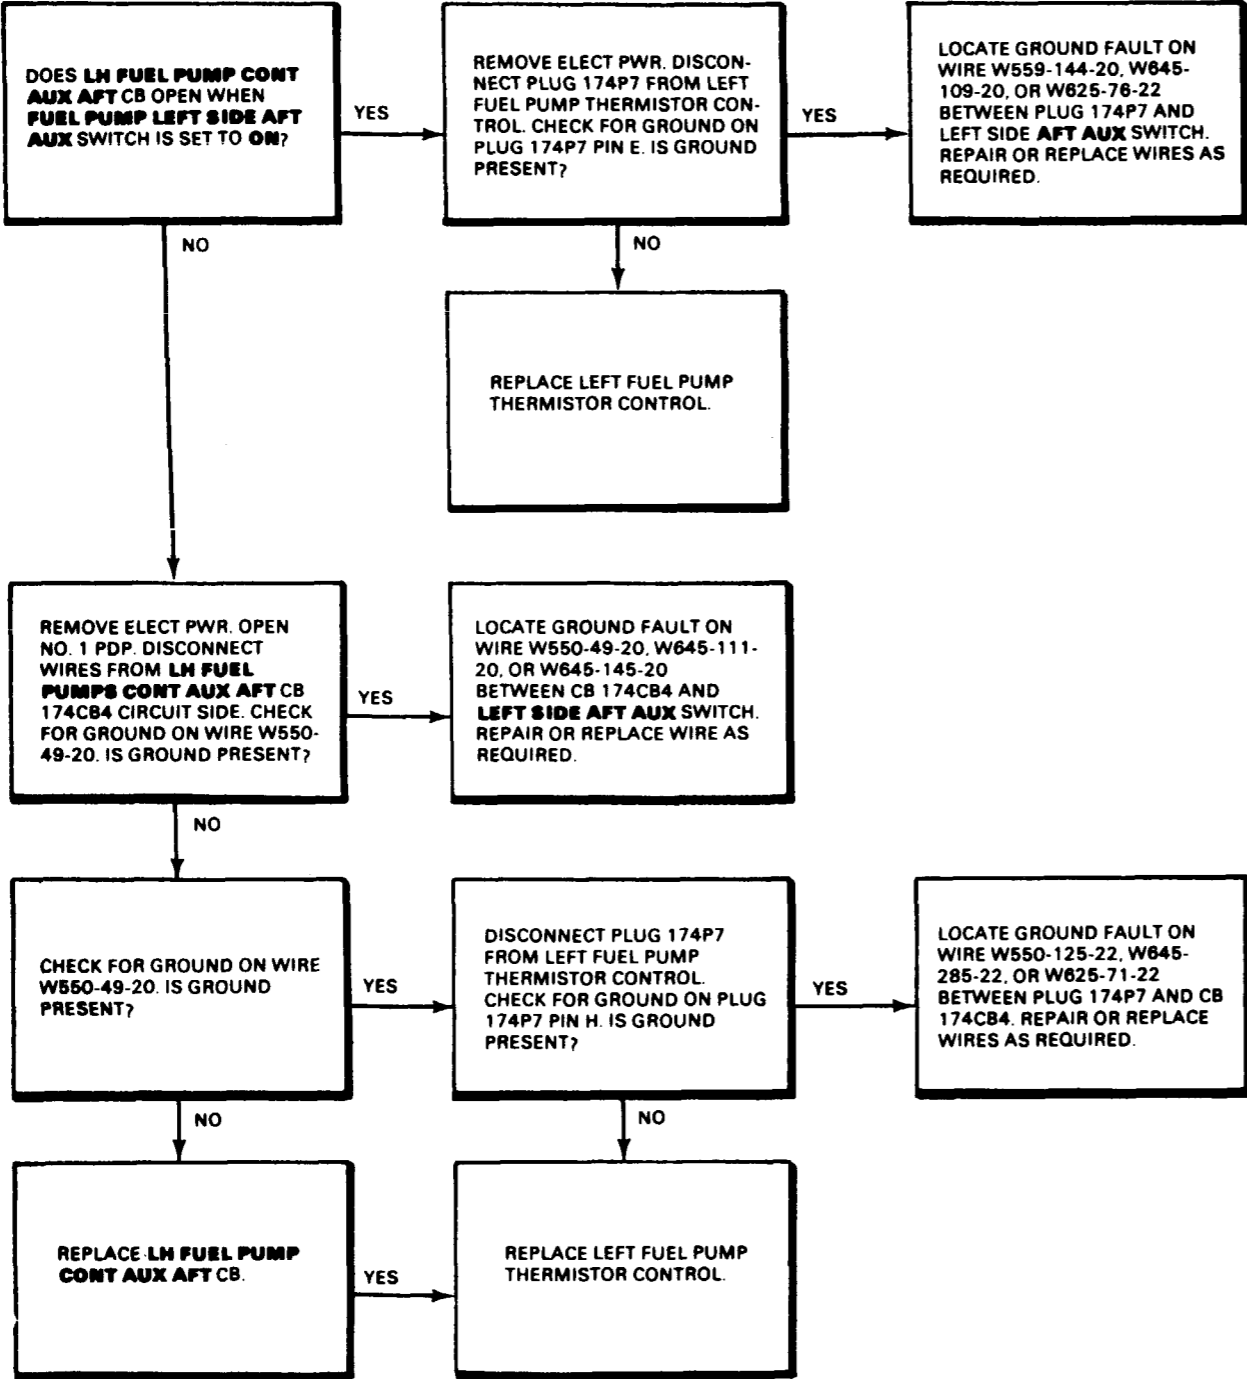 DOES LH FUEL PUMP CONT
AUX AFT CB OPEN WHEN
FUEL PUMP LEFT SIDE AFT
AUX SWITCH IS SET TO ON?
YES
REMOVE ELECT PWR. DISCON-
NECT PLUG 174P7 FROM LEFT
FUEL PUMP THERMISTOR CON-
TROL. CHECK FOR GROUND ON
PLUG 174P7 PIN E. IS GROUND
PRESENT?
YES
LOCATE GROUND FAULT ON
WIRE W559-144-20, W645-
109-20, OR W625-76-22
BETWEEN PLUG 174P7 AND
LEFT SIDE AFT AUX SWITCH.
REPAIR OR REPLACE WIRES AS
REQUIRED.
NO
NO
REPLACE LEFT FUEL PUMP
THERMISTOR CONTROL.
REMOVE ELECT PWR. OPEN
NO. 1 PDP. DISCONNECT
WIRES FROM LH FUEL
PUMPS CONT AUX AFT CB
174CB4 CIRCUIT SIDE. CHECK
FOR GROUND ON WIRE W550-
49-20. IS GROUND PRESENT?
YES
LOCATE GROUND FAULT ON
WIRE W550-49-20, W645-111-
20, OR W645-145-20
BETWEEN CB 174CB4 AND
LEFT SIDE AFT AUX SWITCH.
REPAIR OR REPLACE WIRE AS
REQUIRED.
NO
CHECK FOR GROUND ON WIRE
W550-49-20. IS GROUND
PRESENT?
YES
DISCONNECT PLUG 174P7
FROM LEFT FUEL PUMP
THERMISTOR CONTROL.
CHECK FOR GROUND ON PLUG
174P7 PIN H. IS GROUND
PRESENT?
YES
LOCATE GROUND FAULT ON
WIRE W550-125-22, W645-
285-22, OR W625-71-22
BETWEEN PLUG 174P7 AND CB
174CB4. REPAIR OR REPLACE
WIRES AS REQUIRED.
NO
NO
REPLACE LH FUEL PUMP
CONT AUX AFT CB.
YES
REPLACE LEFT FUEL PUMP
THERMISTOR CONTROL.